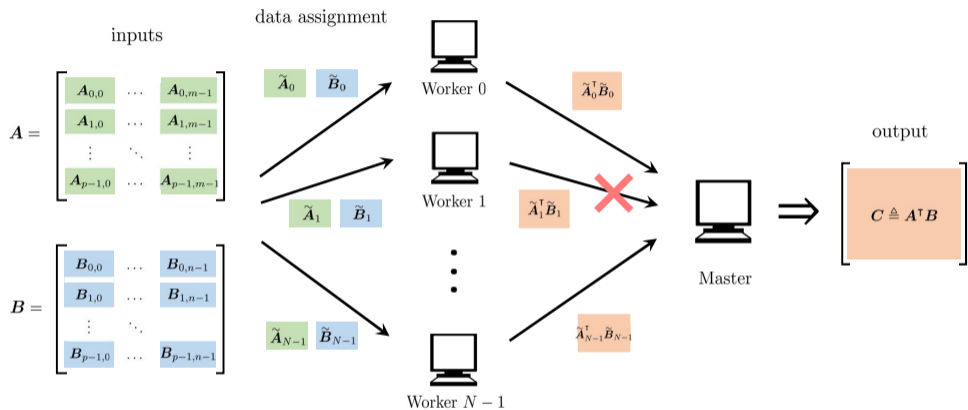 inputs
data assignment
A =
A_{0,0} ... A_{0,m-1}
A_{1,0} ... A_{1,m-1}
⋮ ⋱ ⋮
A_{p-1,0} ... A_{p-1,m-1}
B =
B_{0,0} ... B_{0,n-1}
B_{1,0} ... B_{1,n-1}
⋮ ⋱
B_{p-1,0} ... B_{p-1,n-1}
Ã_0 B̃_0
Worker 0
Ã_0^⊺ B̃_0
Ã_1 B̃_1
Worker 1
Ã_1^⊺ B̃_1
⋮
Ã_{N-1} B̃_{N-1}
Worker N − 1
Ã_{N-1}^⊺ B̃_{N-1}
Master
⇒
output
C ≜ A^⊺ B